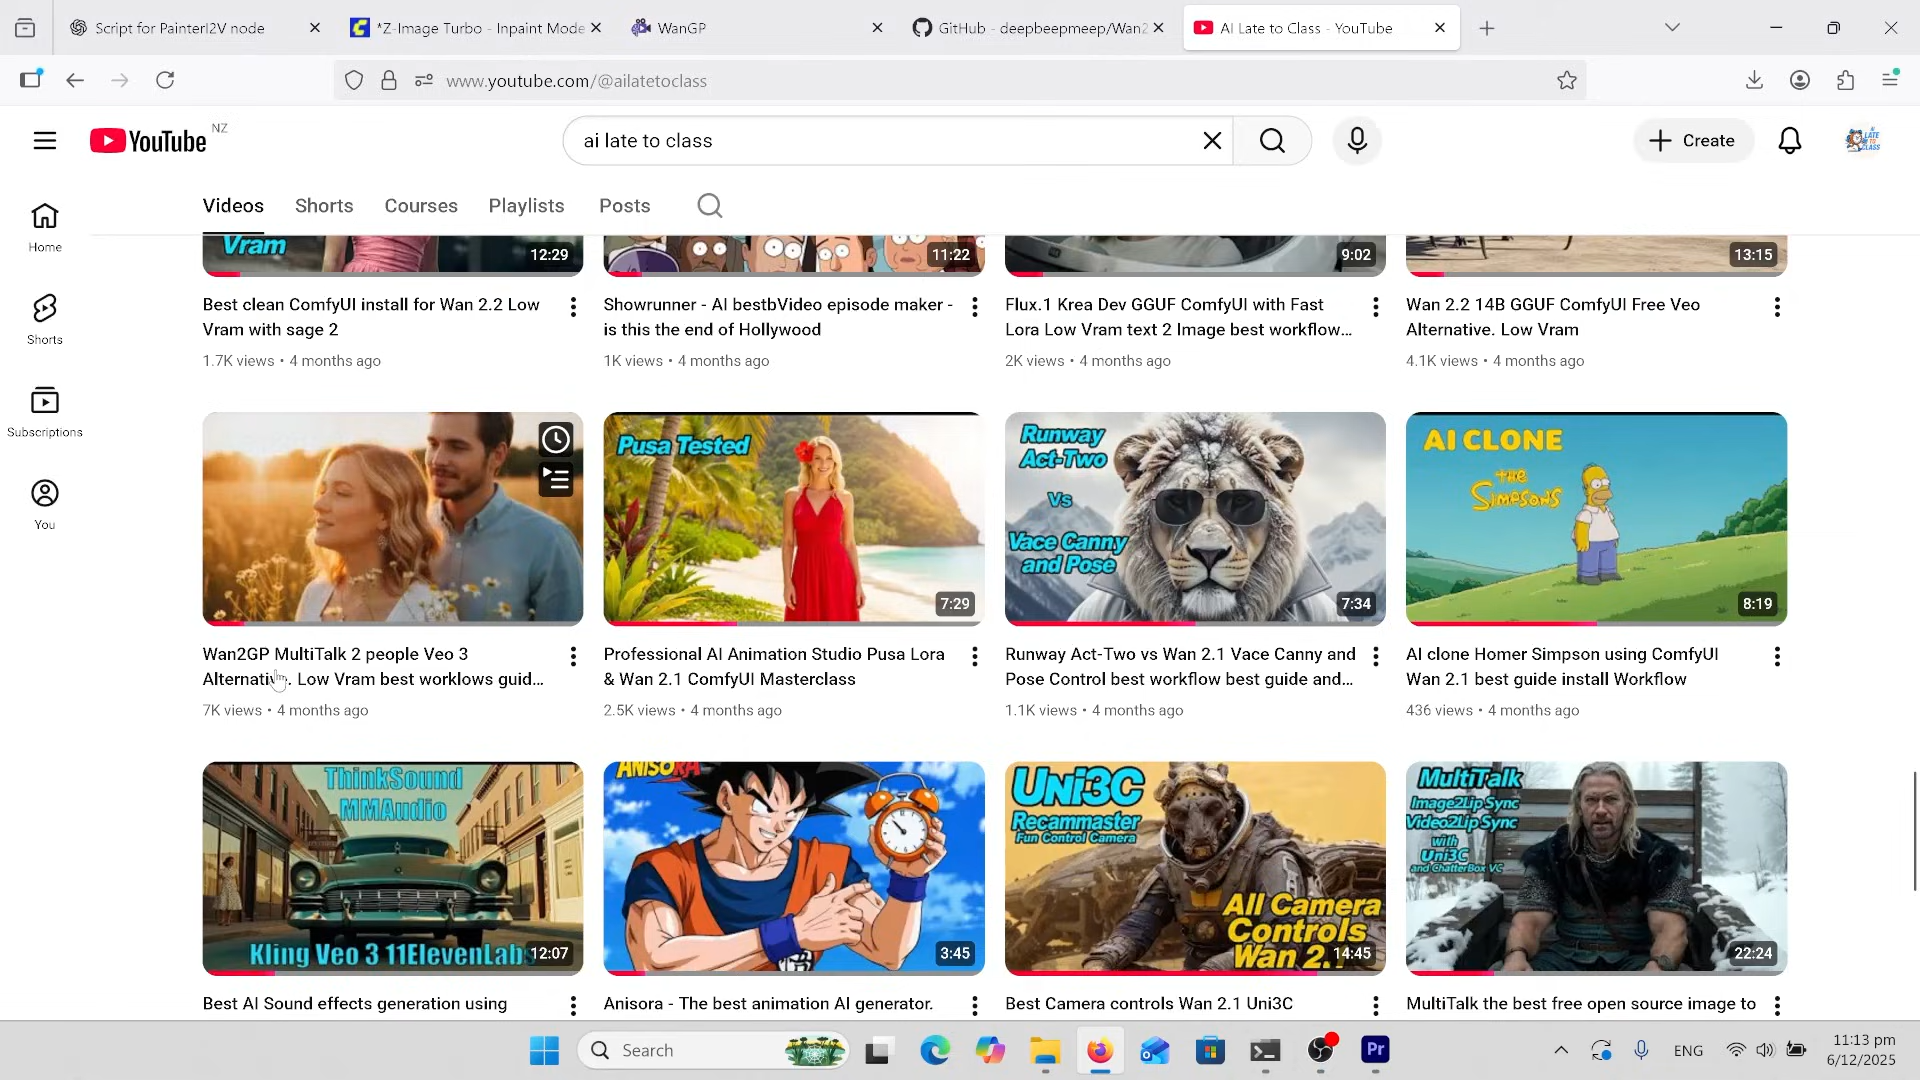 Script for PainterI2V node
*Z-Image Turbo - Inpaint Mode
WanGP
GitHub - deepbeepmeep/Wan2
AI Late to Class - YouTube
www.youtube.com/@ailatetoclass
YouTube NZ
ai late to class
Create
AI LATE TO CLASS
Videos Shorts Courses Playlists Posts
Home
Shorts
Subscriptions
You
Vram
12:29
11:22
9:02
13:15
Best clean ComfyUI install for Wan 2.2 Low
Vram with sage 2
1.7K views • 4 months ago
Showrunner - AI bestbVideo episode maker -
is this the end of Hollywood
1K views • 4 months ago
Flux.1 Krea Dev GGUF ComfyUI with Fast
Lora Low Vram text 2 Image best workflow...
2K views • 4 months ago
Wan 2.2 14B GGUF ComfyUI Free Veo
Alternative. Low Vram
4.1K views • 4 months ago
Pusa Tested
7:29
Runway
Act-Two
Vs
Vace Canny
and Pose
7:34
AI CLONE
THE
SIMPSONS
8:19
Wan2GP MultiTalk 2 people Veo 3
Alternative. Low Vram best worklows guid...
7K views • 4 months ago
Professional AI Animation Studio Pusa Lora
& Wan 2.1 ComfyUI Masterclass
2.5K views • 4 months ago
Runway Act-Two vs Wan 2.1 Vace Canny and
Pose Control best workflow best guide and...
1.1K views • 4 months ago
AI clone Homer Simpson using ComfyUI
Wan 2.1 best guide install Workflow
436 views • 4 months ago
ThinkSound
MMAudio
Kling Veo 3 11ElevenLab
12:07
ANISORA
3:45
Uni3C
Recammaster
Fun Control Camera
All Camera
Controls
Wan 2.1
14:45
MultiTalk
Image2Lip Sync
Video2Lip Sync
with
Uni3C
and ChatterBox VC
22:24
Best AI Sound effects generation using
Anisora - The best animation AI generator.
Best Camera controls Wan 2.1 Uni3C
MultiTalk the best free open source image to
Search
Pr
ENG
11:13 pm
6/12/2025